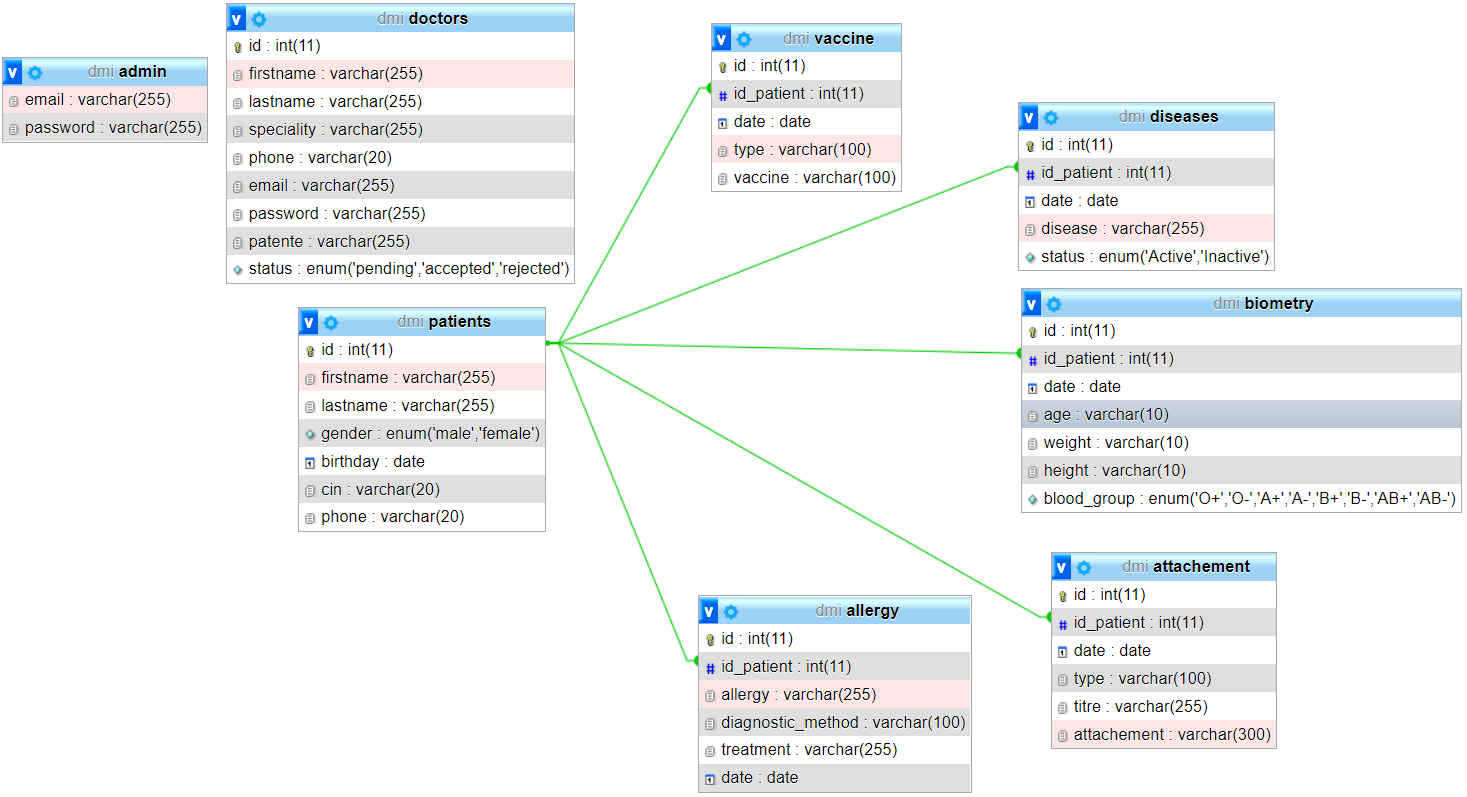 dmi admin
email : varchar(255)
password : varchar(255)
dmi doctors
id : int(11)
firstname : varchar(255)
lastname : varchar(255)
speciality : varchar(255)
phone : varchar(20)
email : varchar(255)
password : varchar(255)
patente : varchar(255)
status : enum('pending','accepted','rejected')
dmi patients
id : int(11)
firstname : varchar(255)
lastname : varchar(255)
gender : enum('male','female')
birthday : date
cin : varchar(20)
phone : varchar(20)
dmi vaccine
id : int(11)
id_patient : int(11)
date : date
type : varchar(100)
vaccine : varchar(100)
dmi diseases
id : int(11)
id_patient : int(11)
date : date
disease : varchar(255)
status : enum('Active','Inactive')
dmi biometry
id : int(11)
id_patient : int(11)
date : date
age : varchar(10)
weight : varchar(10)
height : varchar(10)
blood_group : enum('O+','O-','A+','A-','B+','B-','AB+','AB-')
dmi attachement
id : int(11)
id_patient : int(11)
date : date
type : varchar(100)
titre : varchar(255)
attachement : varchar(300)
dmi allergy
id : int(11)
id_patient : int(11)
allergy : varchar(255)
diagnostic_method : varchar(100)
treatment : varchar(255)
date : date